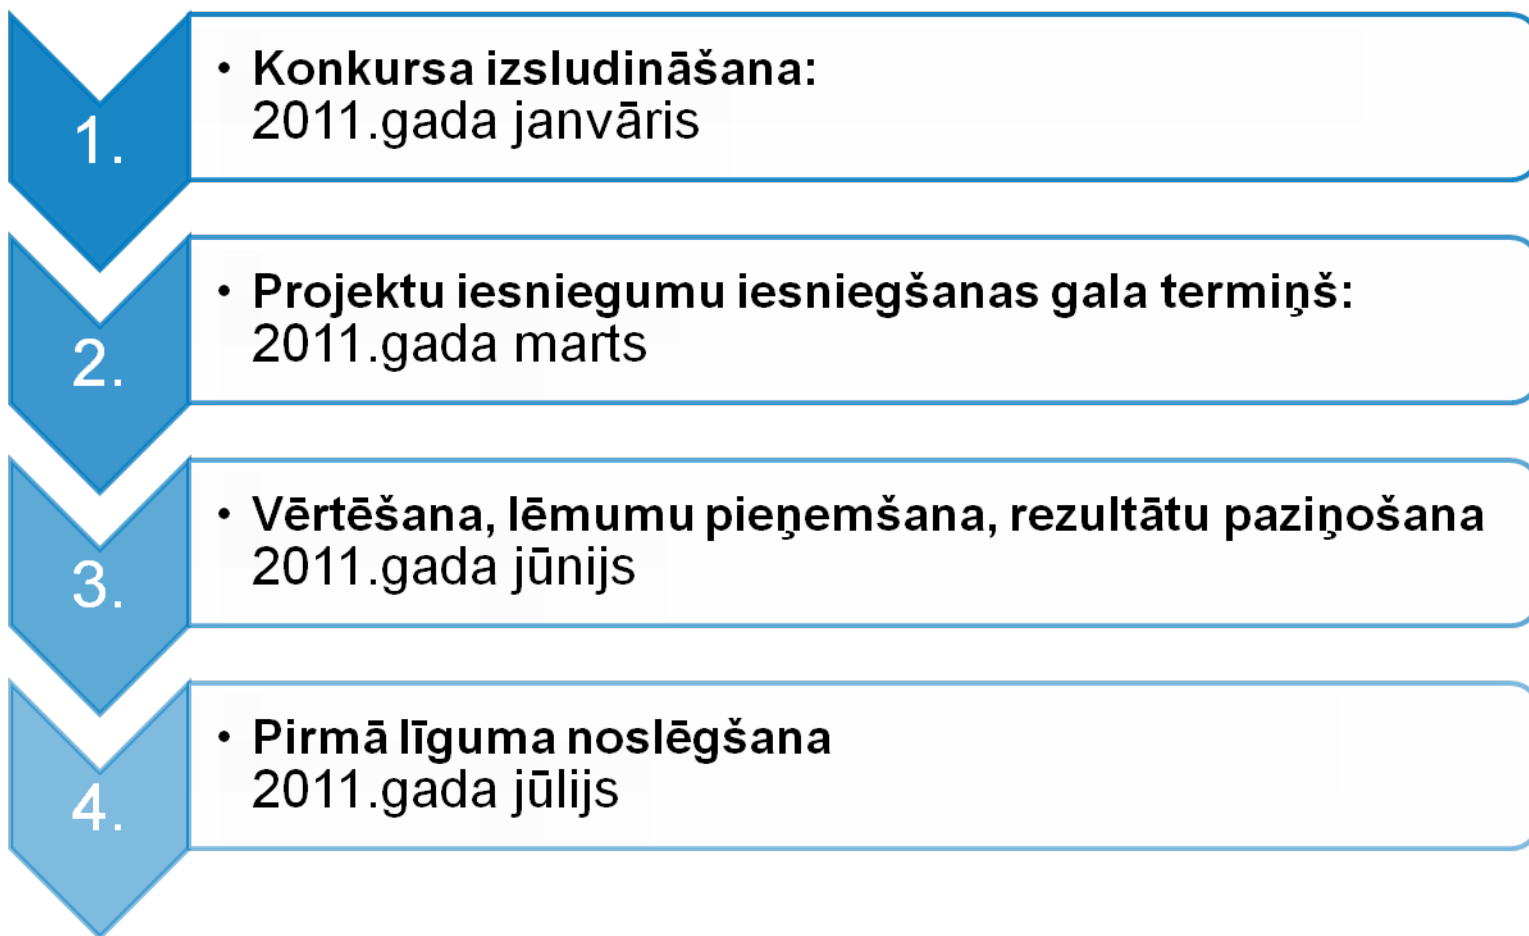 1.
• Konkursa izsludināšana:
2011.gada janvāris
2.
• Projektu iesniegumu iesniegšanas gala termiņš:
2011.gada marts
3.
• Vērtēšana, lēmumu pieņemšana, rezultātu paziņošana
2011.gada jūnijs
4.
• Pirmā līguma noslēgšana
2011.gada jūlijs